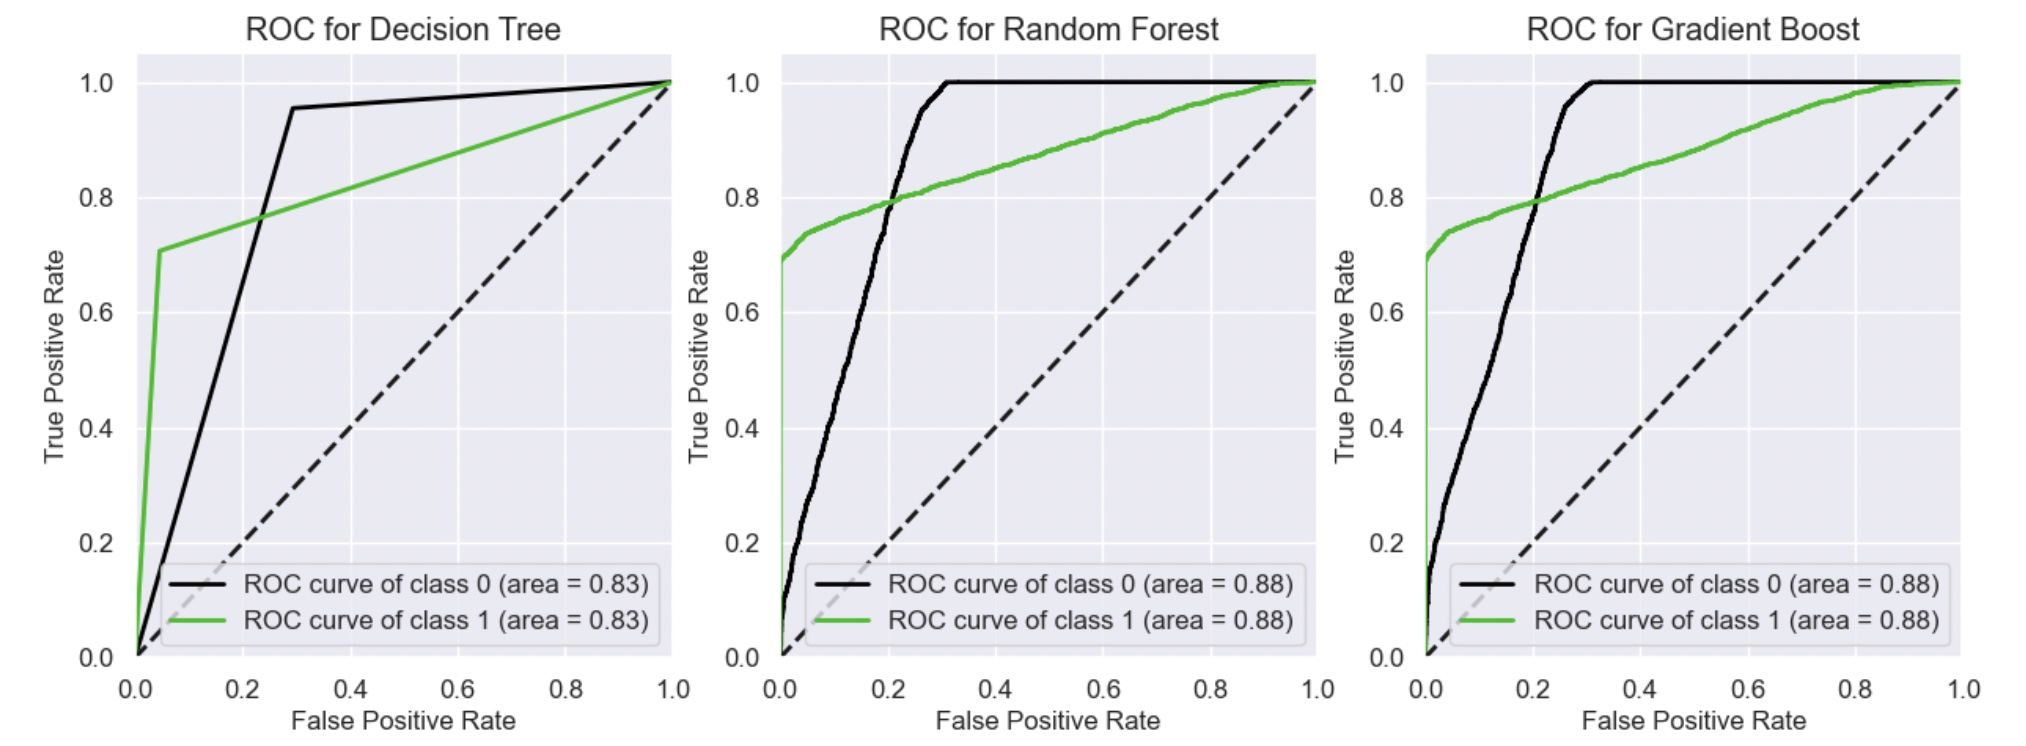 ROC for Decision Tree
1.0
0.8
0.6
0.4
0.2
0.0
True Positive Rate
ROC curve of class 0 (area = 0.83)
ROC curve of class 1 (area = 0.83)
0.0 0.2 0.4 0.6 0.8 1.0
False Positive Rate
ROC for Random Forest
1.0
0.8
0.6
0.4
0.2
0.0
True Positive Rate
ROC curve of class 0 (area = 0.88)
ROC curve of class 1 (area = 0.88)
0.0 0.2 0.4 0.6 0.8 1.0
False Positive Rate
ROC for Gradient Boost
1.0
0.8
0.6
0.4
0.2
0.0
True Positive Rate
ROC curve of class 0 (area = 0.88)
ROC curve of class 1 (area = 0.88)
0.0 0.2 0.4 0.6 0.8 1.0
False Positive Rate